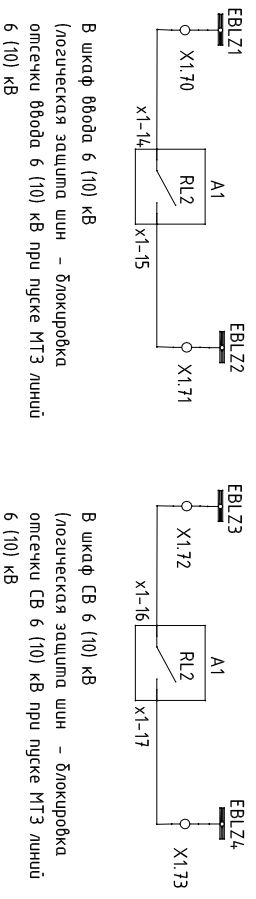 EBLZ1
X1.70
x1-14
A1
RL2
x1-15
EBLZ2
X1.71
В шкаф ввода 6 (10) кВ
(логическая защита шин - блокировка
отсечки ввода 6 (10) кВ при пуске МТЗ линий
6 (10) кВ
EBLZ3
X1.72
x1-16
A1
RL2
x1-17
EBLZ4
X1.73
В шкаф СВ 6 (10) кВ
(логическая защита шин - блокировка
отсечки СВ 6 (10) кВ при пуске МТЗ линий
6 (10) кВ